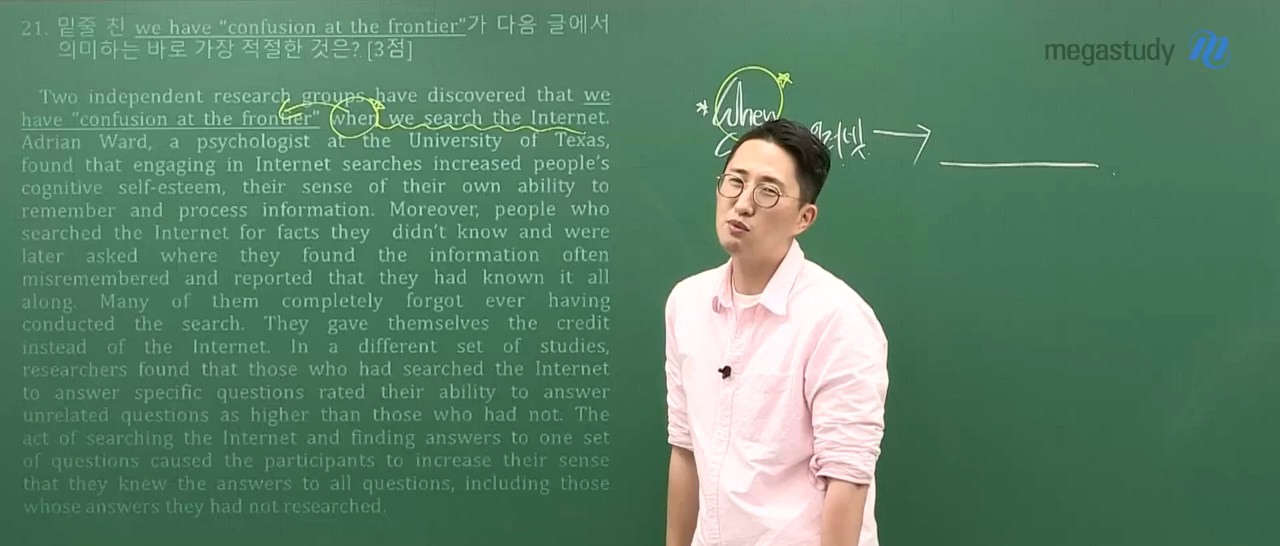 21. 밑줄 친 we have “confusion at the frontier”가 다음 글에서
의미하는 바로 가장 적절한 것은? [3점]
megastudy
Two independent research groups have discovered that we
have “confusion at the frontier” when we search the Internet.
Adrian Ward, a psychologist at the University of Texas,
found that engaging in Internet searches increased people’s
cognitive self-esteem, their sense of their own ability to
remember and process information. Moreover, people who
searched the Internet for facts they didn’t know and were
later asked where they found the information often
misremembered and reported that they had known it all
along. Many of them completely forgot ever having
conducted the search. They gave themselves the credit
instead of the Internet. In a different set of studies,
researchers found that those who had searched the Internet
to answer specific questions rated their ability to answer
unrelated questions as higher than those who had not. The
act of searching the Internet and finding answers to one set
of questions caused the participants to increase their sense
that they knew the answers to all questions, including those
whose answers they had not researched.
* When
터넷